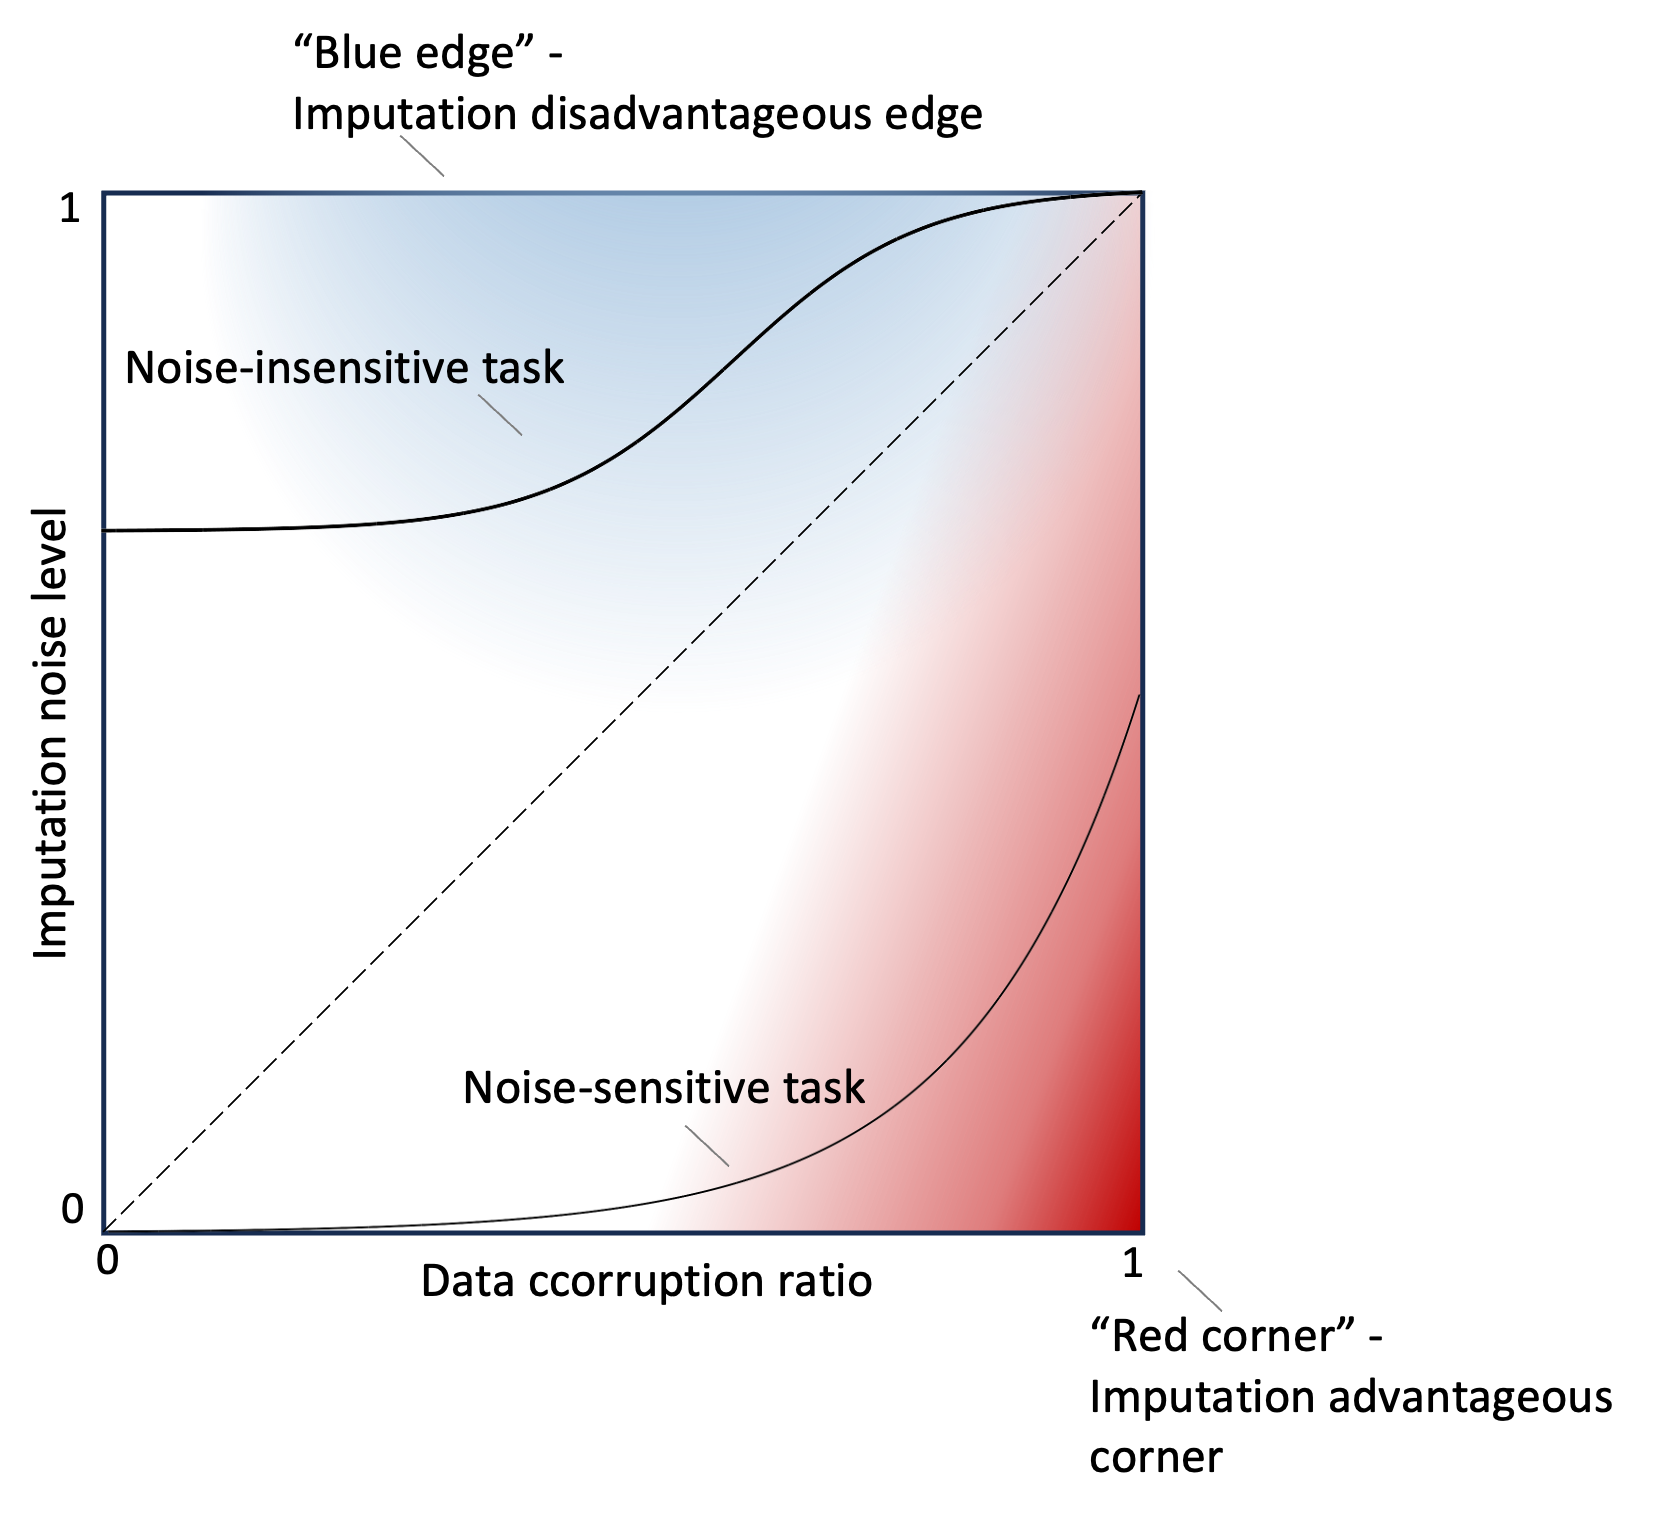 “Blue edge” -
Imputation disadvantageous edge
1
Noise-insensitive task
Imputation noise level
Noise-sensitive task
0
0
1
Data ccorruption ratio
“Red corner” -
Imputation advantageous
corner